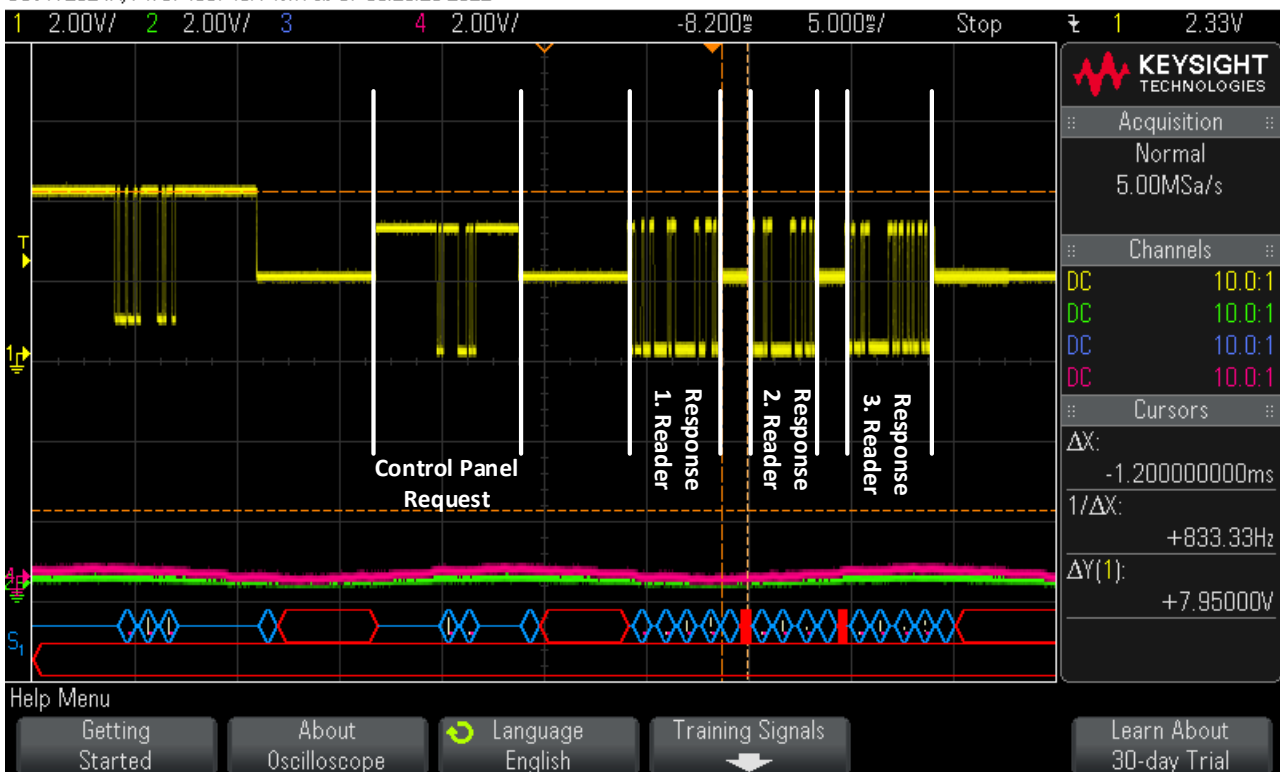 1 2.00V/ 2 2.00V/ 3 4 2.00V/ -8.200ms 5.000ms/ Stop 1 2.33V
KEYSIGHT
TECHNOLOGIES
Acquisition
Normal
5.00MSa/s
Channels
DC 10.0:1
DC 10.0:1
DC 10.0:1
DC 10.0:1
Cursors
ΔX:
-1.200000000ms
1/ΔX:
+833.33Hz
ΔY(1):
+7.95000V
T
1
Control Panel
Request
Response
1. Reader
Response
2. Reader
Response
3. Reader
S1
Help Menu
Getting
Started
About
Oscilloscope
Language
English
Training Signals
Learn About
30-day Trial